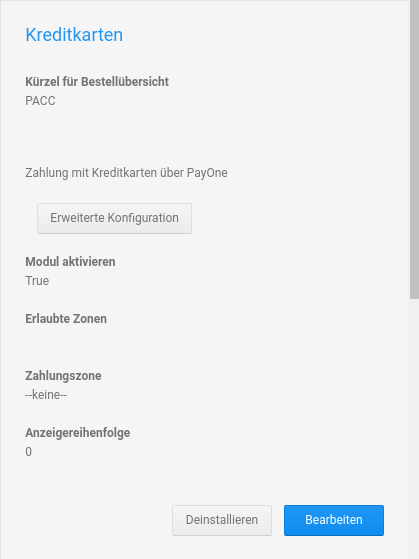 Kreditkarten
Kürzel für Bestellübersicht
PACC
Zahlung mit Kreditkarten über PayOne
Erweiterte Konfiguration
Modul aktivieren
True
Erlaubte Zonen
Zahlungszone
--keine--
Anzeigereihenfolge
0
Deinstallieren Bearbeiten